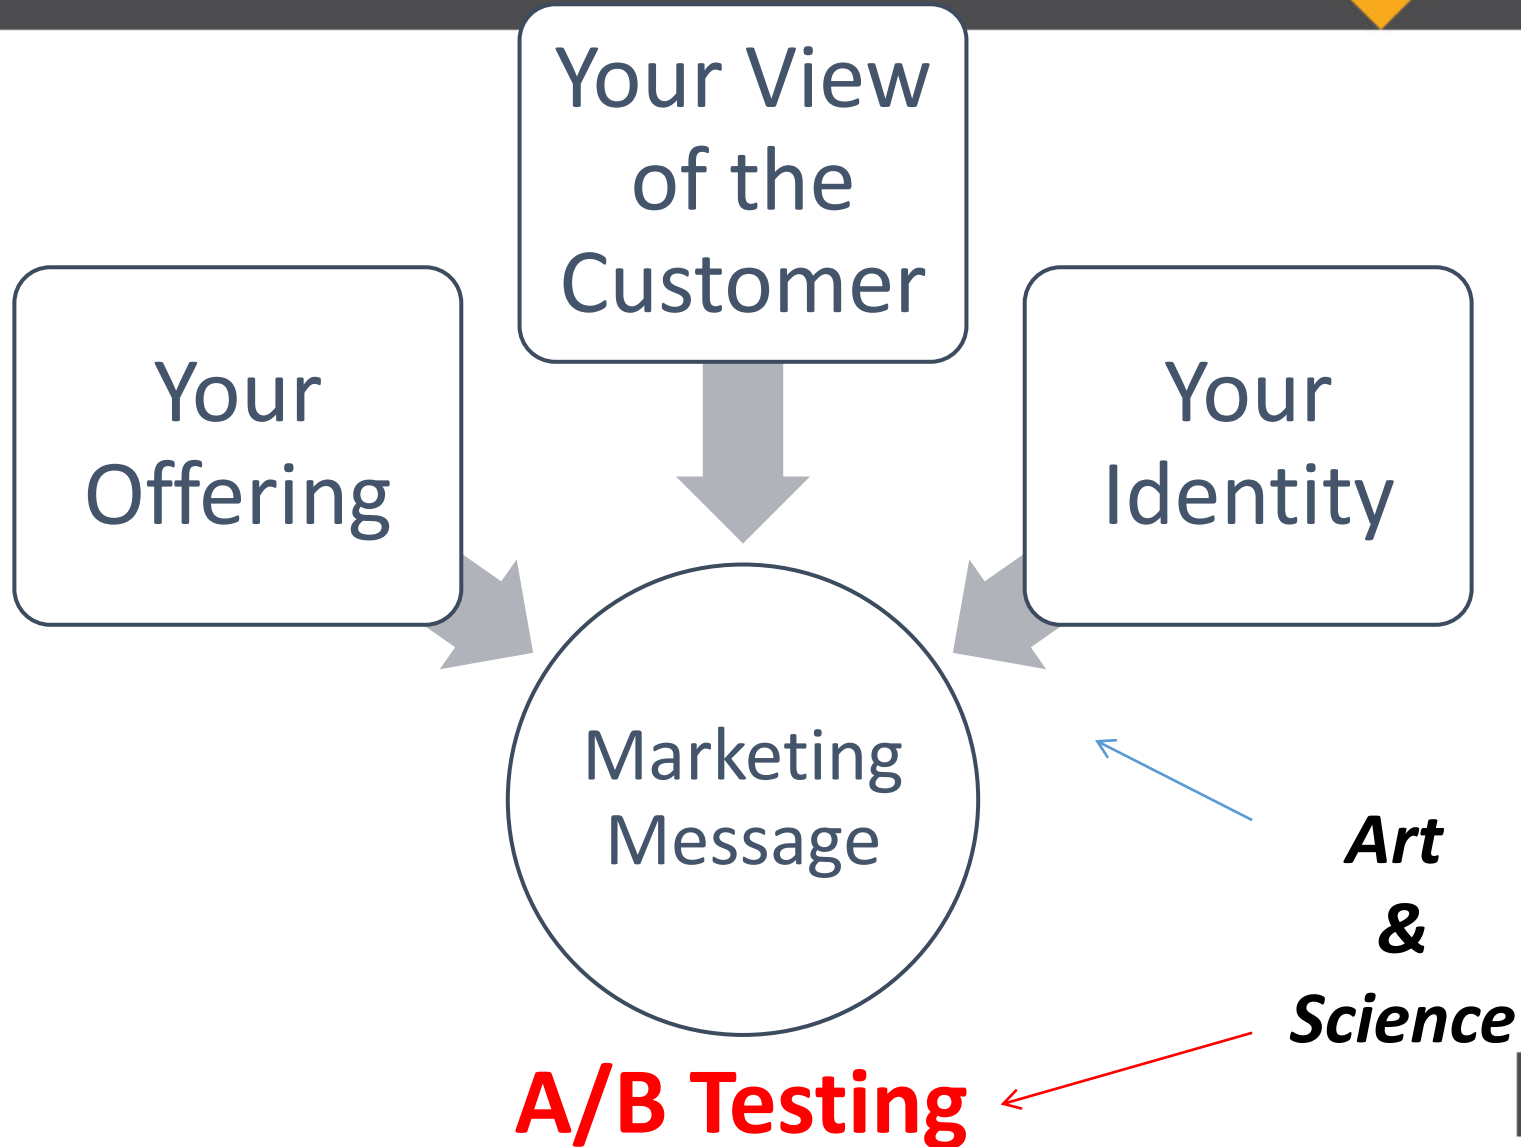 Your View
of the
Customer
Your
Offering
Your
Identity
Marketing
Message
Art
&
Science
A/B Testing